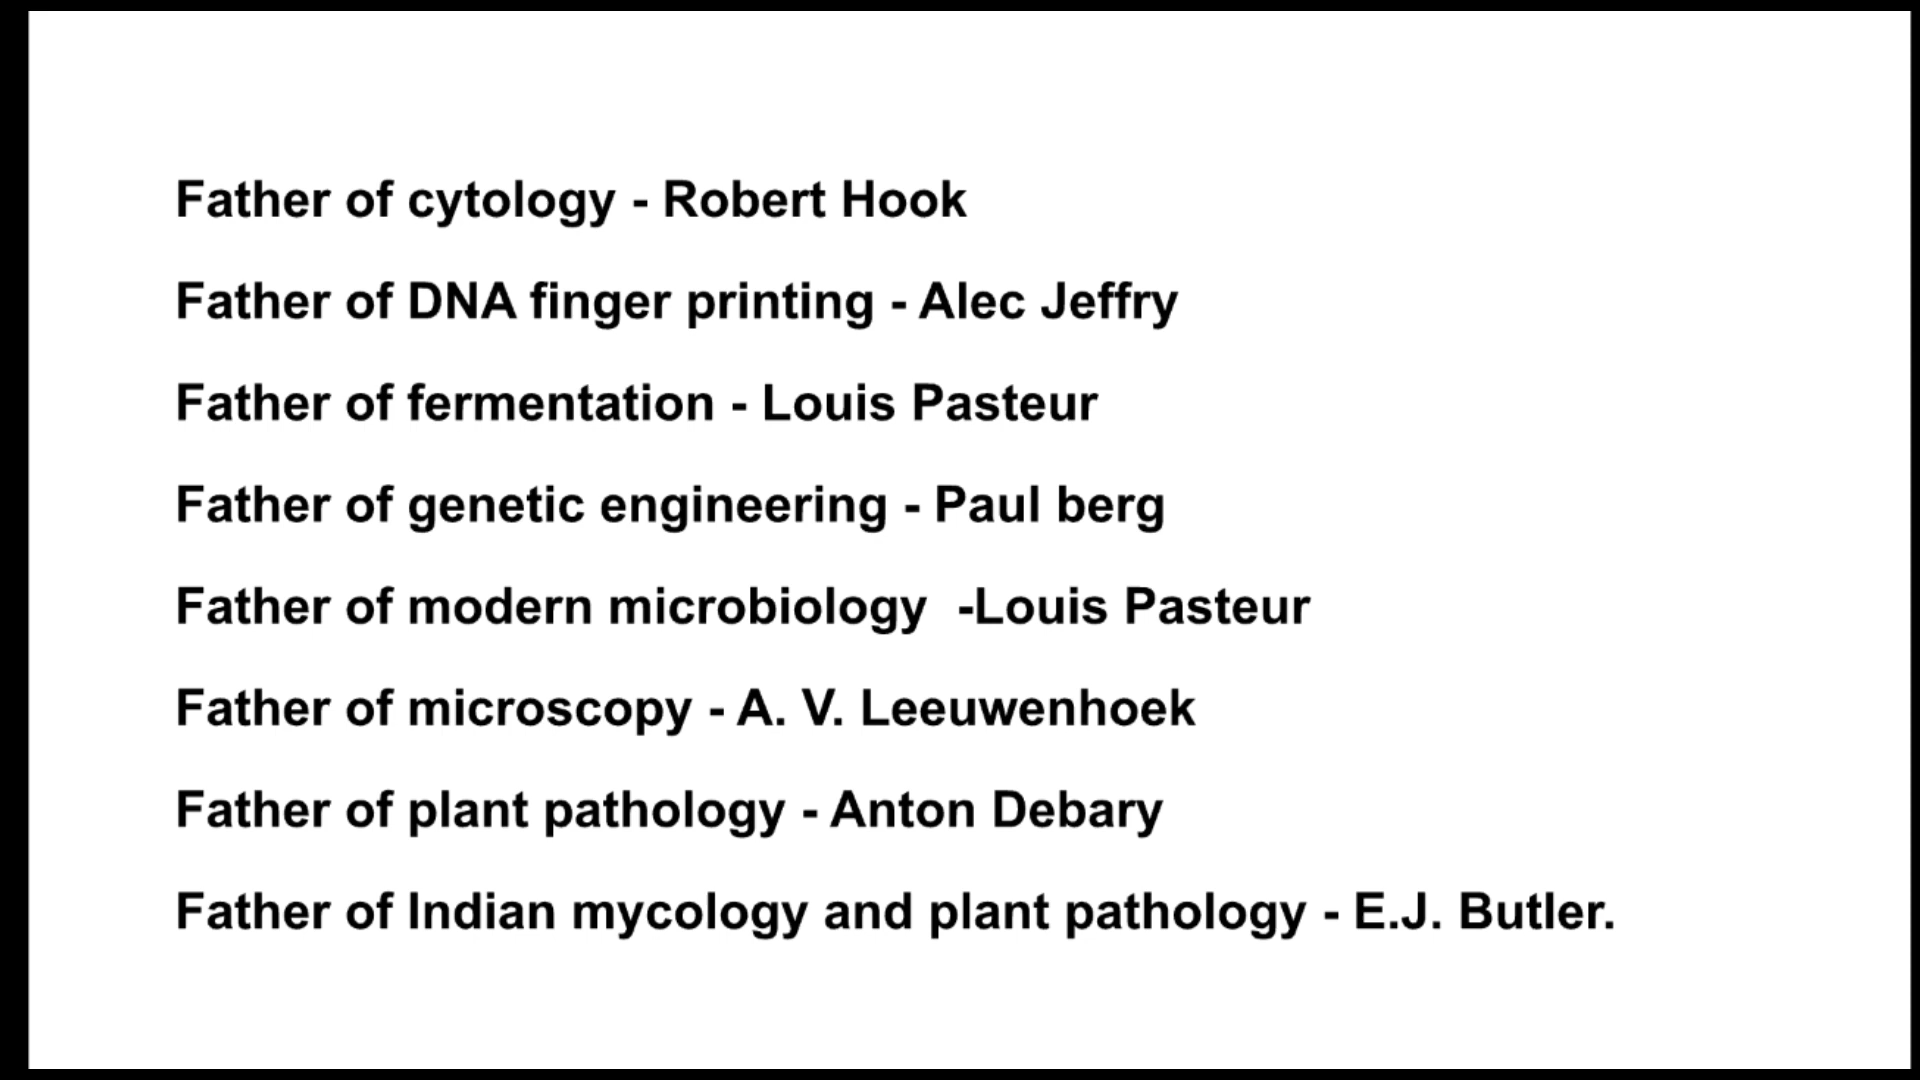 Father of cytology - Robert Hook
Father of DNA finger printing - Alec Jeffry
Father of fermentation - Louis Pasteur
Father of genetic engineering - Paul berg
Father of modern microbiology  -Louis Pasteur
Father of microscopy - A. V. Leeuwenhoek
Father of plant pathology - Anton Debary
Father of Indian mycology and plant pathology - E.J. Butler.